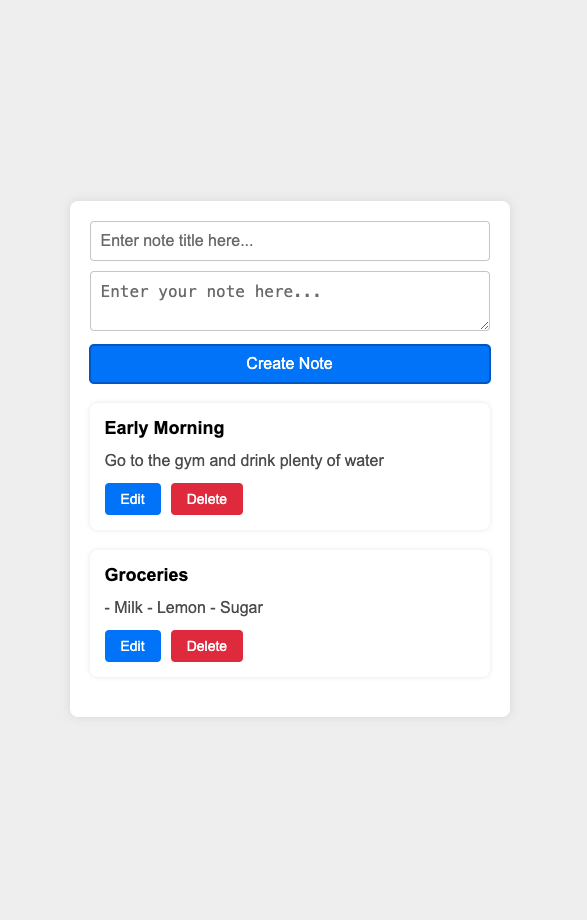 Enter note title here...
Enter your note here...
Create Note
Early Morning
Go to the gym and drink plenty of water
Edit Delete
Groceries
- Milk - Lemon - Sugar
Edit Delete